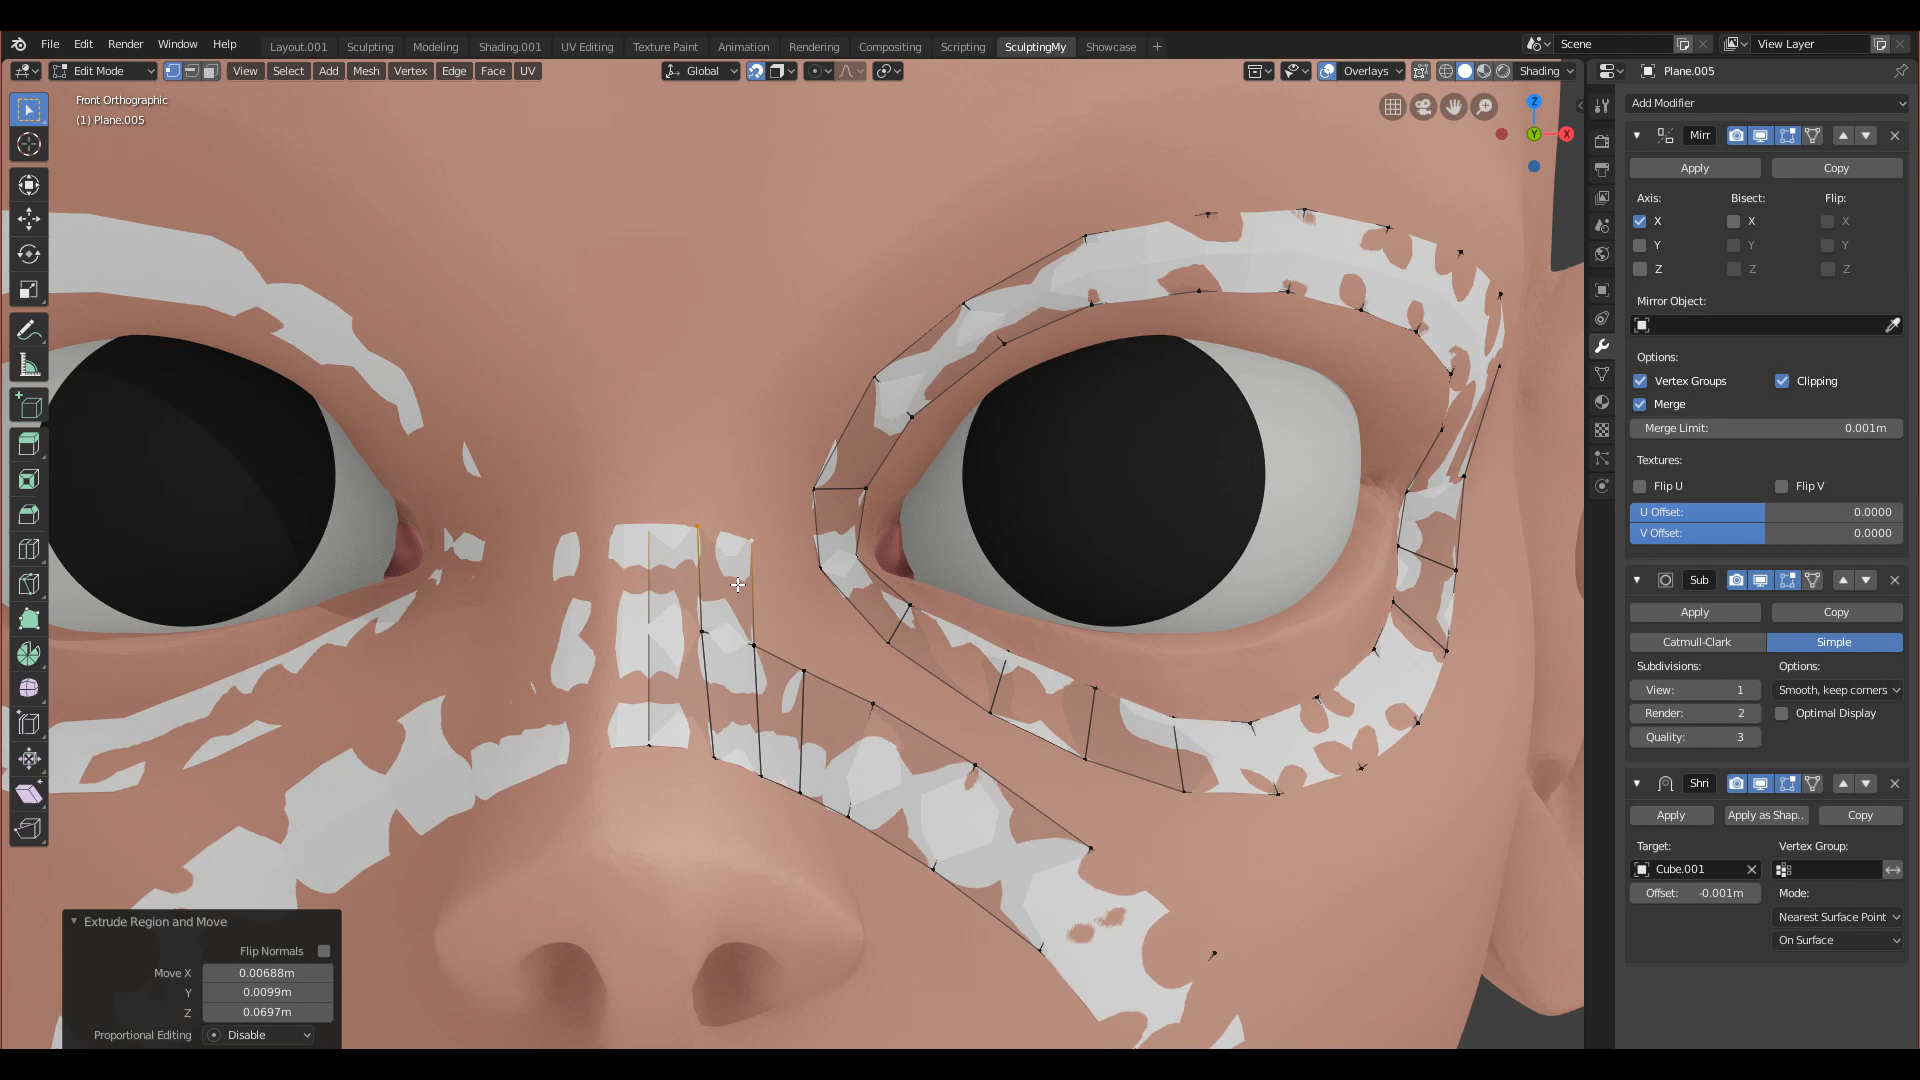 File Edit Render Window Help Layout.001 Sculpting Modeling Shading.001 UV Editing Texture Paint Animation Rendering Compositing Scripting SculptingMy Showcase + Scene View Layer
Edit Mode View Select Add Mesh Vertex Edge Face UV Global Overlays Shading Plane.005
Front Orthographic
(1) Plane.005
Z
Y
X
Add Modifier
Mirr
Apply Copy
Axis: Bisect: Flip:
X X X
Y Y Y
Z Z Z
Mirror Object:
Options:
Vertex Groups Clipping
Merge
Merge Limit: 0.001m
Textures:
Flip U Flip V
U Offset: 0.0000
V Offset: 0.0000
Sub
Apply Copy
Catmull-Clark Simple
Subdivisions: Options:
View: 1 Smooth, keep corners
Render: 2 Optimal Display
Quality: 3
Shri
Apply Apply as Shap.. Copy
Target: Vertex Group:
Cube.001
Offset: -0.001m Mode:
Nearest Surface Point
On Surface
Extrude Region and Move
Flip Normals
Move X 0.00688m
Y 0.0099m
Z 0.0697m
Proportional Editing Disable